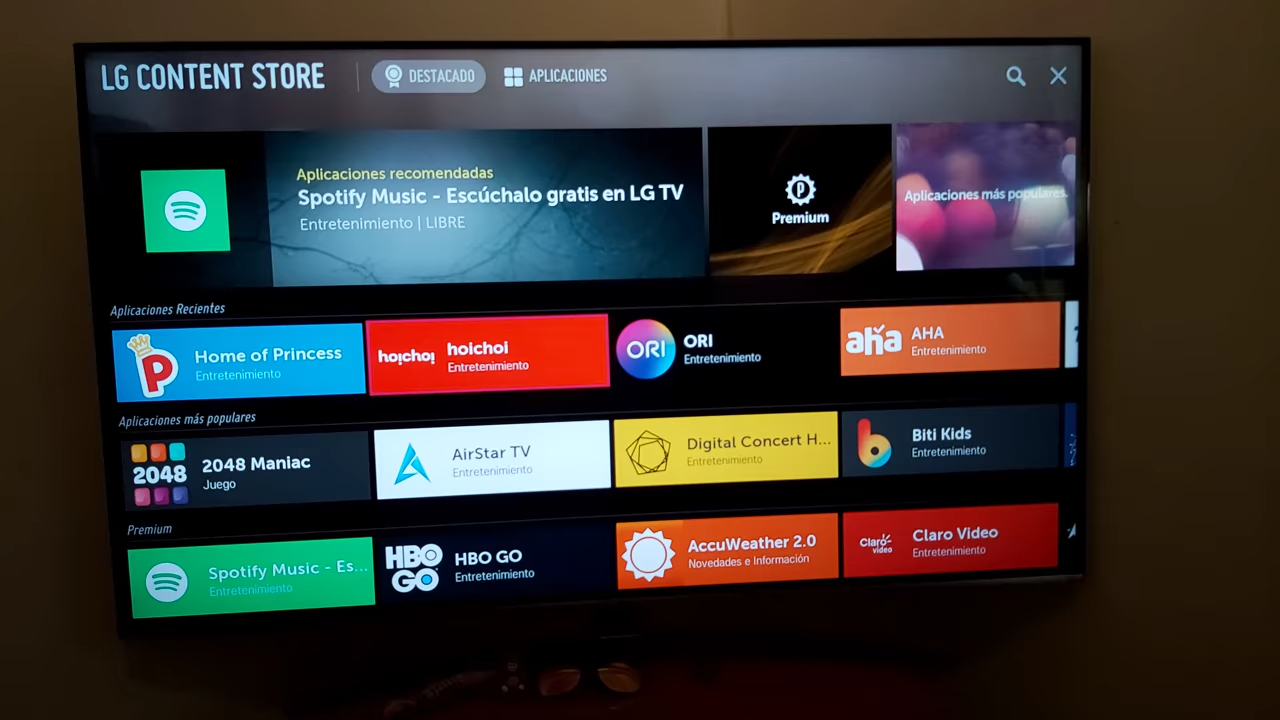 LG CONTENT STORE
DESTACADO
APLICACIONES
Aplicaciones recomendadas
Spotify Music - Escúchalo gratis en LG TV
Entretenimiento | LIBRE
P
Premium
Aplicaciones más populares.
Aplicaciones Recientes
P
Home of Princess
Entretenimiento
hoichoi
hoichoi
Entretenimiento
ORI
ORI
Entretenimiento
aha
AHA
Entretenimiento
Aplicaciones más populares
2048
2048 Maniac
Juego
AirStar TV
Entretenimiento
Digital Concert H...
Entretenimiento
Biti Kids
Entretenimiento
Premium
Spotify Music - Es...
Entretenimiento
HBO
GO
HBO GO
Entretenimiento
AccuWeather 2.0
Novedades e Información
Claro
video
Claro Video
Entretenimiento